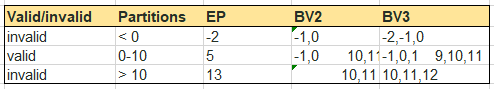 Valid/invalid Partitions EP BV2 BV3
invalid < 0 -2 -1,0 -2,-1,0
valid 0-10 5 -1,0 10,11 -1,0,1 9,10,11
invalid > 10 13 10,11 10,11,12